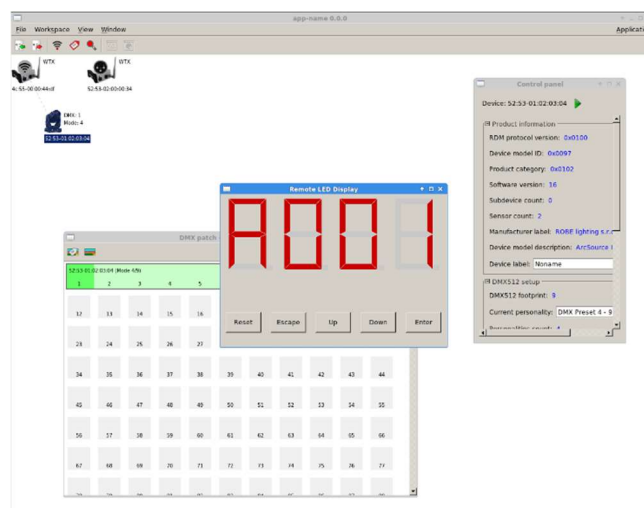 app-name 0.0.0
File Workspace View Window
Applicati
WTX
WTX
52:53-02:00:00:34
DMX: 1
Mode: 4
52:53-01:02:03:04
Control panel
Device: 52:53-01:02:03:04
Product information
RDM protocol version: 0x0100
Device model ID: 0x0097
Product category: 0x0102
Software version: 16
Subdevice count: 0
Sensor count: 2
Manufacturer label: ROBE lighting s.r.o
Device model description: ArcSource
Device label: Noname
DMX512 setup
DMX512 footprint: 9
Current personality: DMX Preset 4 - 9
Remote LED Display
A001
Reset Escape Up Down Enter
DMX patch
52:53-01:02:03:04 (Mode 4/9)
1 2 3 4 5
12 13 14 15 16
23 24 25 26 27
34 35 36 37 38 39 40 41 42 43 44
45 46 47 48 49 50 51 52 53 54 55
56 57 58 59 60 61 62 63 64 65 66
67 68 69 70 71 72 73 74 75 76 77